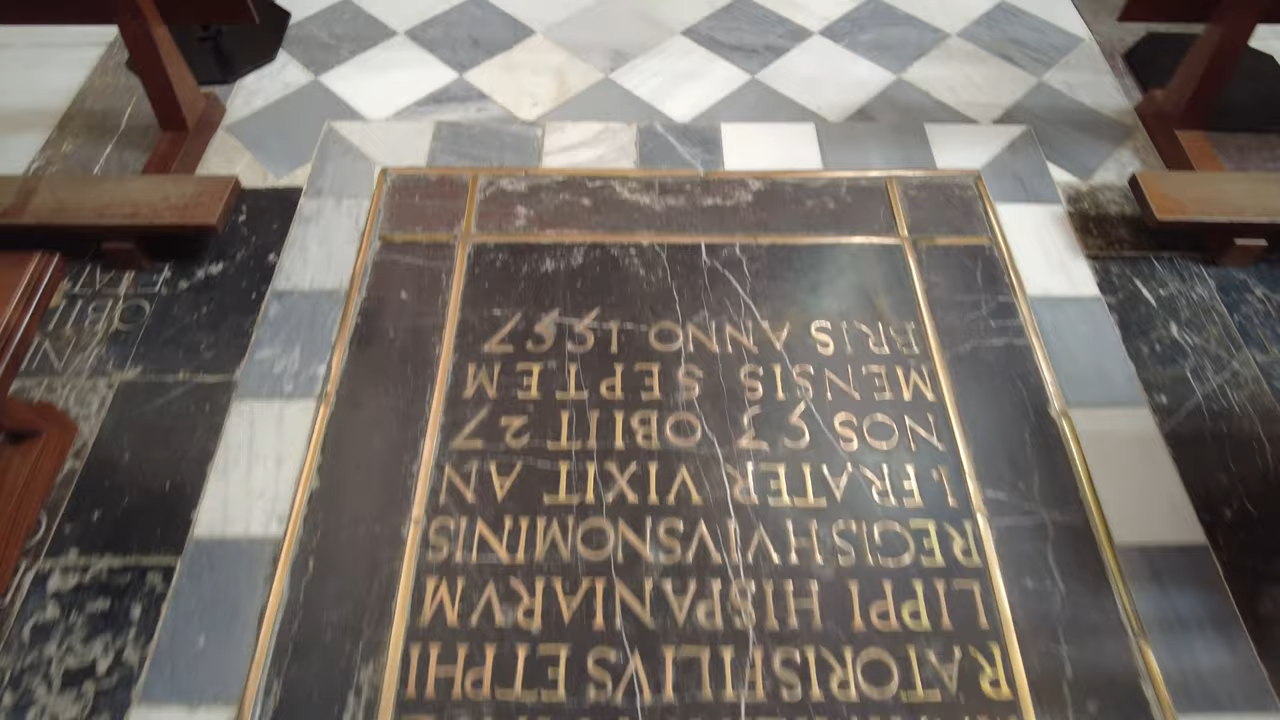 RATORIS FILIVS ET PHI
LIPPI HISPANIARVM
REGIS HVIVS NOMINIS
I. FRATER VIXIT AN
NOS 53 OBIIT 27
MENSIS SEPTEM
BRIS ANNO 1557